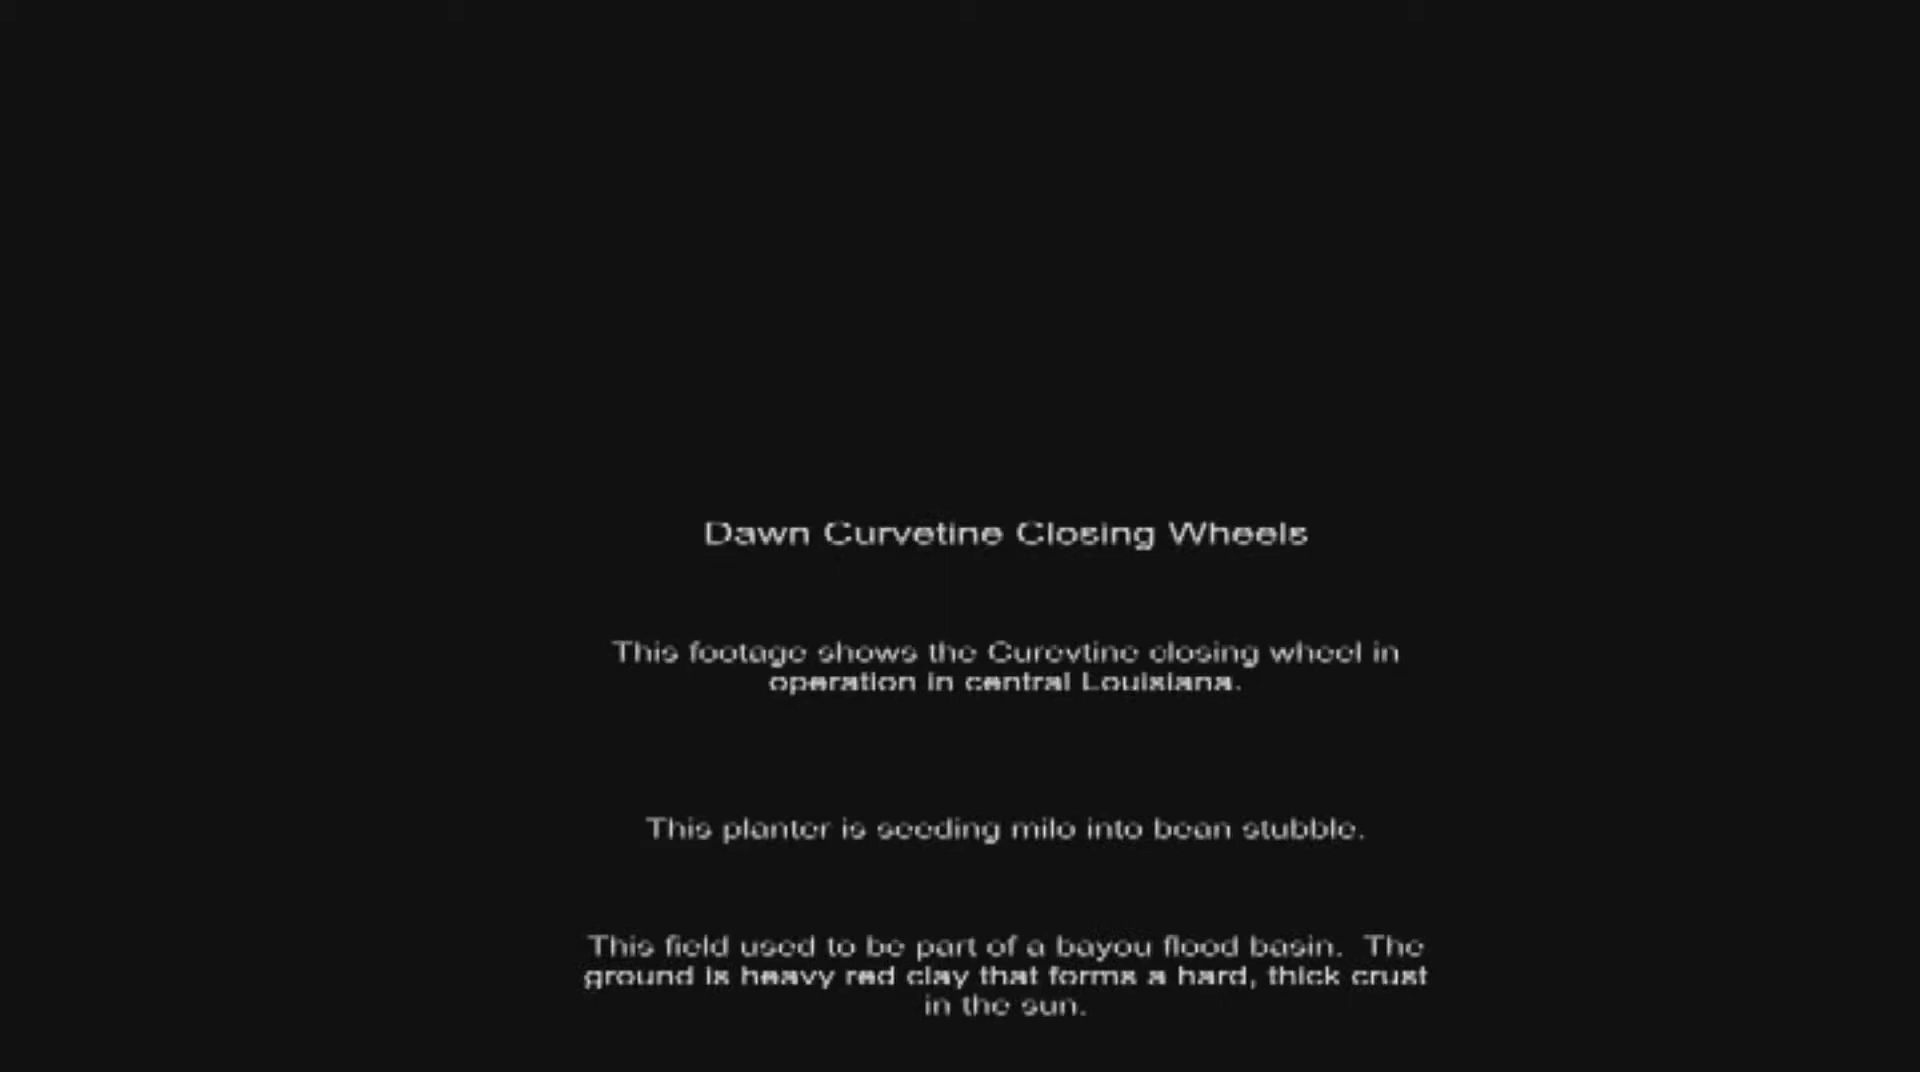 Dawn Curvetine Closing Wheels
This footage shows the Curevtine closing wheel in
operation in central Louisiana.
This planter is seeding milo into bean stubble.
This field used to be part of a bayou flood basin.  The
ground is heavy red clay that forms a hard, thick crust
in the sun.